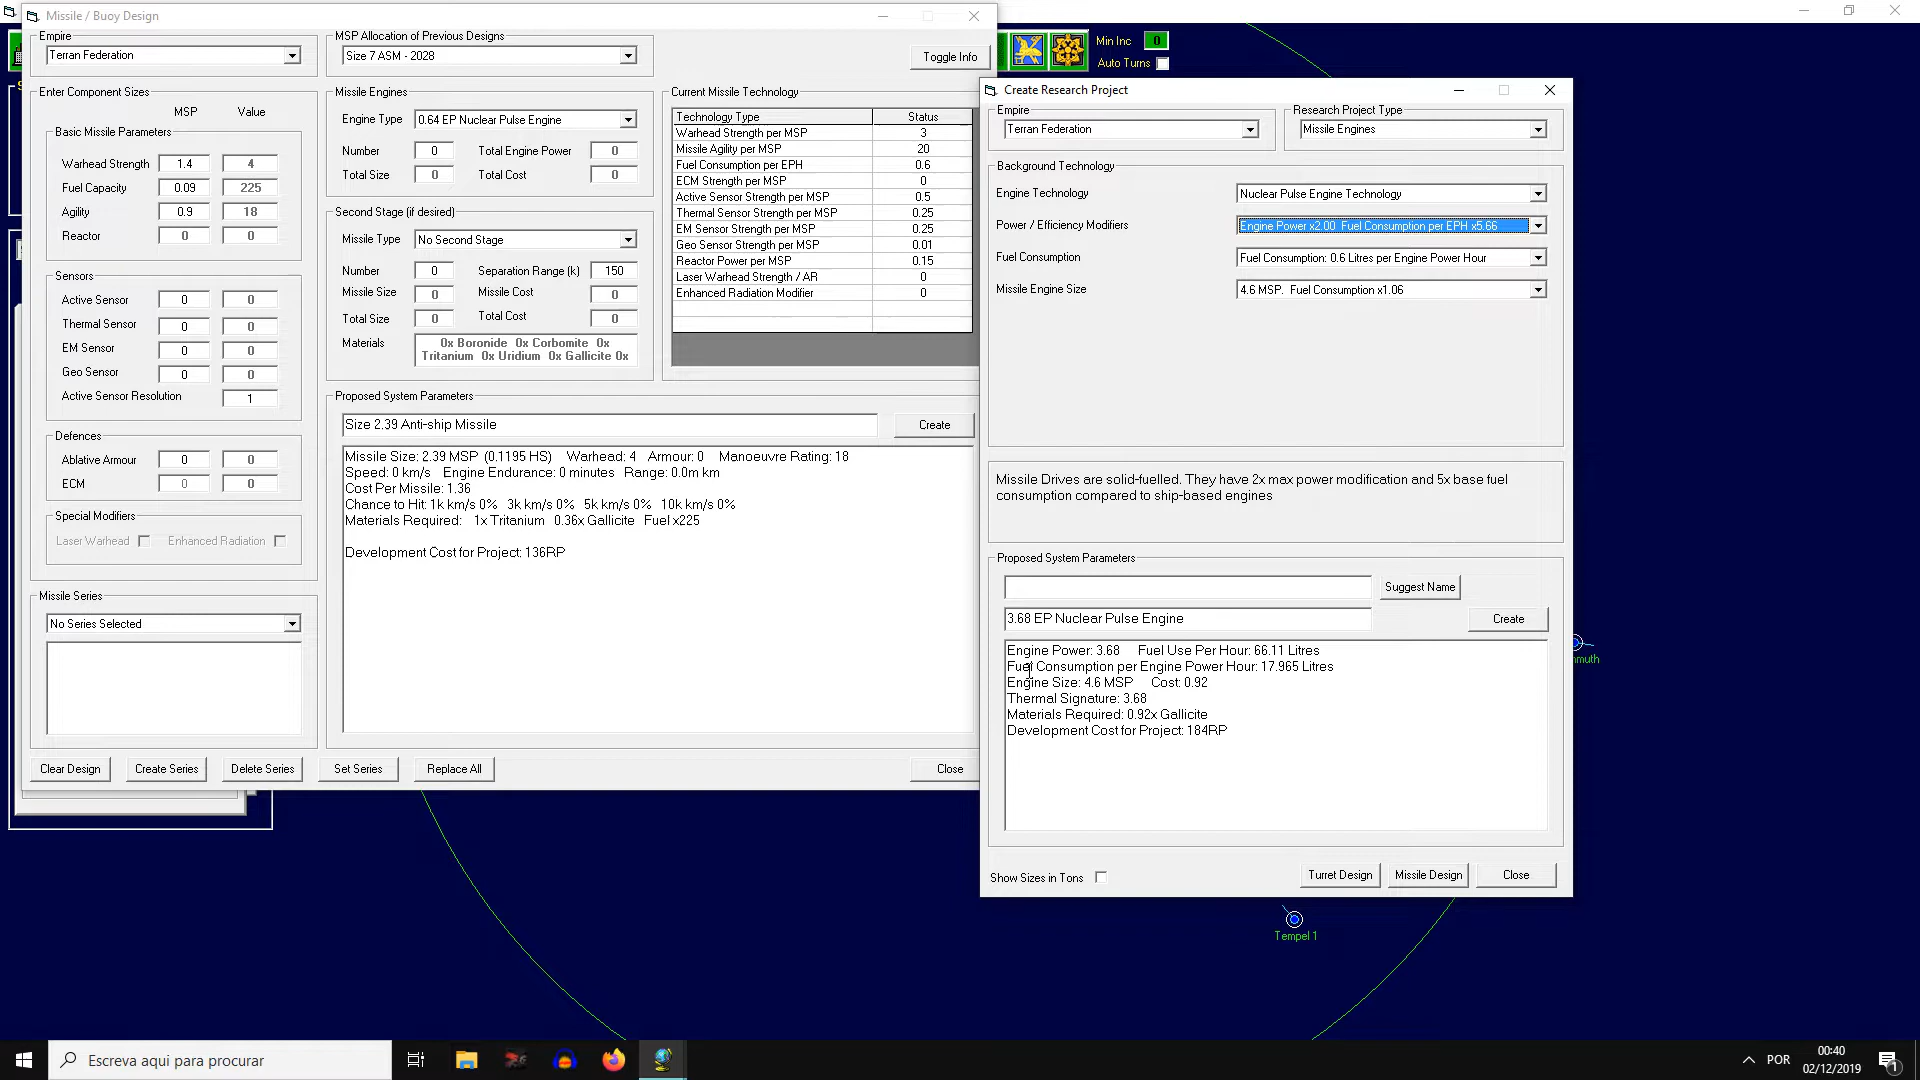 Missile / Buoy Design
Empire
Terran Federation
MSP Allocation of Previous Designs
Size 7 ASM - 2028
Toggle Info
Enter Component Sizes
MSP Value
Basic Missile Parameters
Warhead Strength 1.4 4
Fuel Capacity 0.09 225
Agility 0.9 18
Reactor 0 0
Sensors
Active Sensor 0 0
Thermal Sensor 0 0
EM Sensor 0 0
Geo Sensor 0 0
Active Sensor Resolution 1
Defences
Ablative Armour 0 0
ECM 0 0
Special Modifiers
Laser Warhead Enhanced Radiation
Missile Series
No Series Selected
Missile Engines
Engine Type 0.64 EP Nuclear Pulse Engine
Number 0 Total Engine Power 0
Total Size 0 Total Cost 0
Second Stage (if desired)
Missile Type No Second Stage
Number 0 Separation Range (k) 150
Missile Size 0 Missile Cost 0
Total Size 0 Total Cost 0
Materials 0x Boronide 0x Corbomite 0x
Tritanium 0x Uridium 0x Gallicite 0x
Current Missile Technology
Technology Type Status
Warhead Strength per MSP 3
Missile Agility per MSP 20
Fuel Consumption per EPH 0.6
ECM Strength per MSP 0
Active Sensor Strength per MSP 0.5
Thermal Sensor Strength per MSP 0.25
EM Sensor Strength per MSP 0.25
Geo Sensor Strength per MSP 0.01
Reactor Power per MSP 0.15
Laser Warhead Strength / AR 0
Enhanced Radiation Modifier 0
Proposed System Parameters
Size 2.39 Anti-ship Missile
Create
Missile Size: 2.39 MSP (0.1195 HS) Warhead: 4 Armour: 0 Manoeuvre Rating: 18
Speed: 0 km/s Engine Endurance: 0 minutes Range: 0.0m km
Cost Per Missile: 1.36
Chance to Hit: 1k km/s 0% 3k km/s 0% 5k km/s 0% 10k km/s 0%
Materials Required: 1x Tritanium 0.36x Gallicite Fuel x225
Development Cost for Project: 136RP
Clear Design Create Series Delete Series Set Series Replace All Close
Min Inc 0
Auto Turns
Create Research Project
Empire
Terran Federation
Research Project Type
Missile Engines
Background Technology
Engine Technology Nuclear Pulse Engine Technology
Power / Efficiency Modifiers Engine Power x2.00 Fuel Consumption per EPH x5.66
Fuel Consumption Fuel Consumption: 0.6 Litres per Engine Power Hour
Missile Engine Size 4.6 MSP. Fuel Consumption x1.06
Missile Drives are solid-fuelled. They have 2x max power modification and 5x base fuel
consumption compared to ship-based engines
Proposed System Parameters
Suggest Name
3.68 EP Nuclear Pulse Engine
Create
Engine Power: 3.68 Fuel Use Per Hour: 66.11 Litres
Fuel Consumption per Engine Power Hour: 17.965 Litres
Engine Size: 4.6 MSP Cost: 0.92
Thermal Signature: 3.68
Materials Required: 0.92x Gallicite
Development Cost for Project: 184RP
Show Sizes in Tons
Turret Design Missile Design Close
Tempel 1
Escreva aqui para procurar
POR
00:40
02/12/2019
1